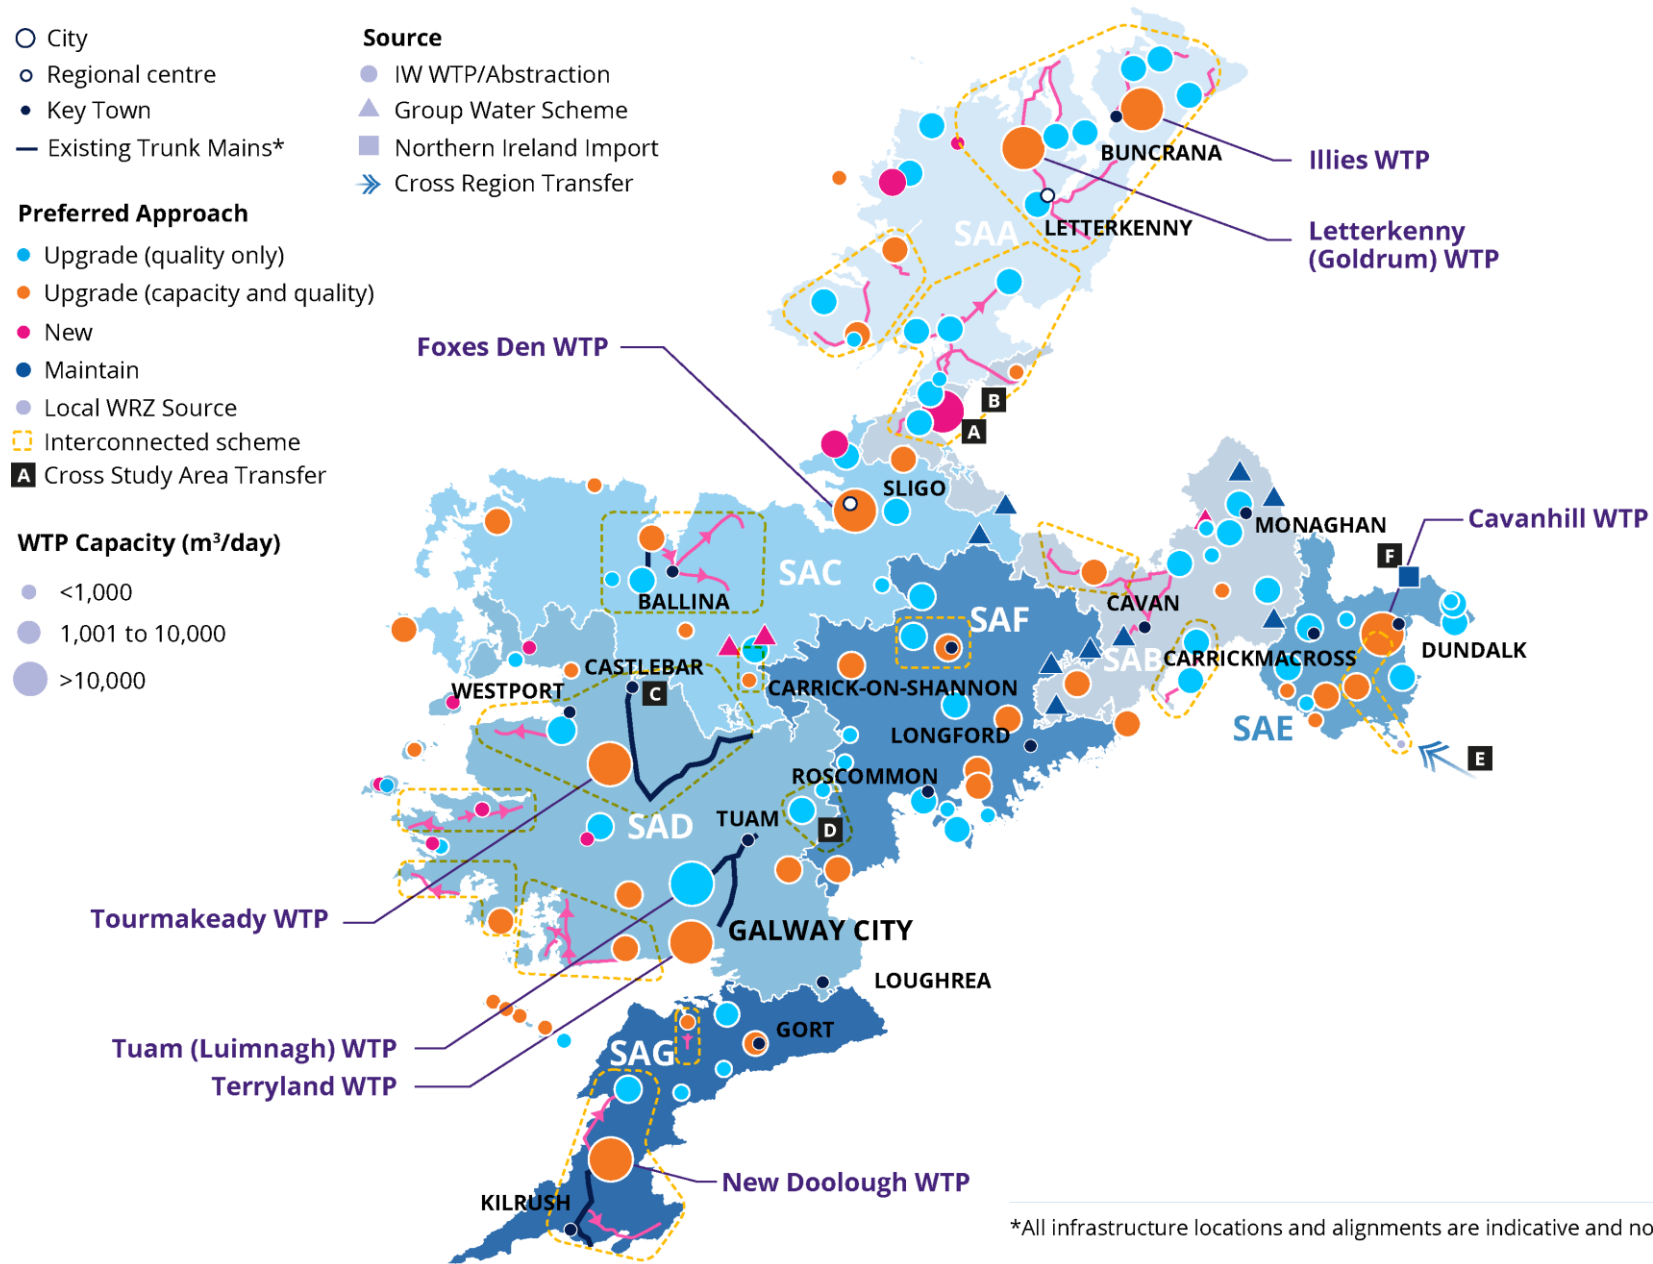 City
Regional centre
Key Town
Existing Trunk Mains*
Source
IW WTP/Abstraction
Group Water Scheme
Northern Ireland Import
Cross Region Transfer
Preferred Approach
Upgrade (quality only)
Upgrade (capacity and quality)
New
Maintain
Local WRZ Source
Interconnected scheme
A Cross Study Area Transfer
WTP Capacity (m³/day)
<1,000
1,001 to 10,000
>10,000
BUNCRANA
Illies WTP
LETTERKENNY
SAA
Letterkenny
(Goldrum) WTP
Foxes Den WTP
B
A
SLIGO
MONAGHAN
Cavanhill WTP
F
SAC
BALLINA
CAVAN
SAF
DUNDALK
CARRICKMACROSS
SAB
CASTLEBAR
WESTPORT
C
CARRICK-ON-SHANNON
LONGFORD
SAE
E
ROSCOMMON
TUAM
SAD
D
Tourmakeady WTP
GALWAY CITY
LOUGHREA
GORT
SAG
Tuam (Luimnagh) WTP
Terryland WTP
New Doolough WTP
KILRUSH
*All infrastructure locations and alignments are indicative and no